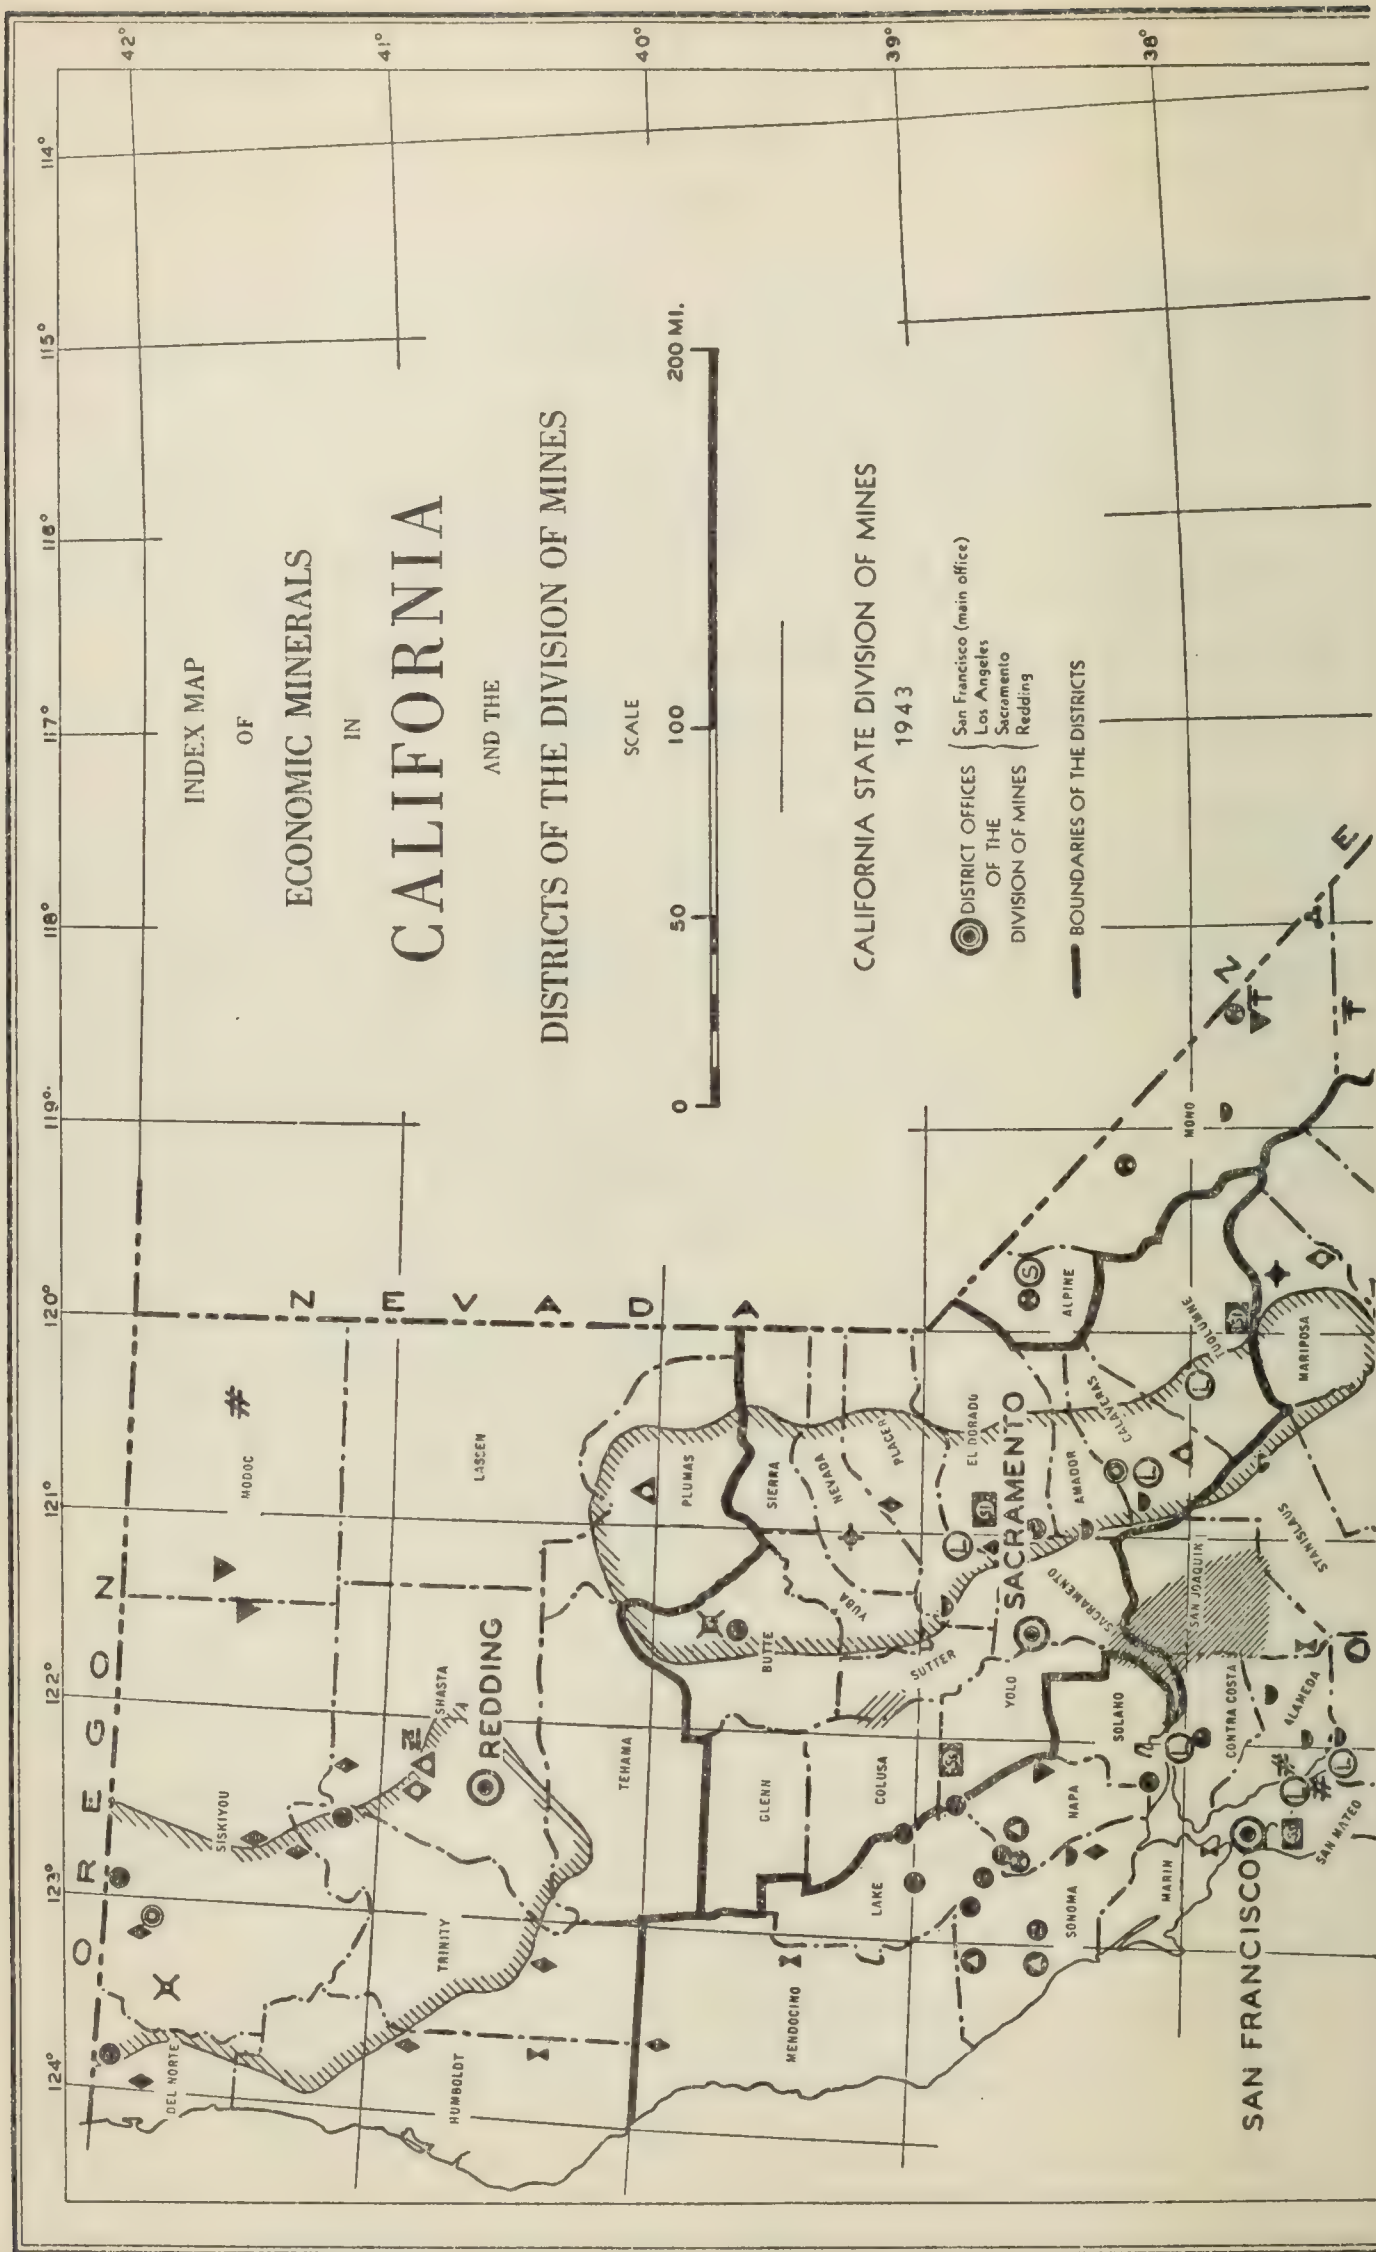 INDEX MAP
OF
ECONOMIC MINERALS
IN
CALIFORNIA
AND THE
DISTRICTS OF THE DIVISION OF MINES
SCALE
0 50 100 200 MI.
CALIFORNIA STATE DIVISION OF MINES
1943
DISTRICT OFFICES
OF THE
DIVISION OF MINES
San Francisco (main office)
Los Angeles
Sacramento
Redding
BOUNDARIES OF THE DISTRICTS
124°
123°
122°
121°
120°
119°
118°
117°
116°
115°
114°
42°
41°
40°
39°
38°
OREGON
NEVADA
N
E
DEL NORTE
SISKIYOU
MODOC
HUMBOLDT
TRINITY
SHASTA
LASSEN
REDDING
TEHAMA
PLUMAS
MENDOCINO
GLENN
BUTTE
SIERRA
LAKE
COLUSA
YUBA
NEVADA
SUTTER
PLACER
SONOMA
NAPA
YOLO
SACRAMENTO
EL DORADO
ALPINE
MARIN
SOLANO
SACRAMENTO
AMADOR
CALAVERAS
MONO
SAN FRANCISCO
CONTRA COSTA
SAN JOAQUIN
TUOLUMNE
SAN MATEO
ALAMEDA
STANISLAUS
MARIPOSA
L
L
L
L
L
L
S
SI
SI